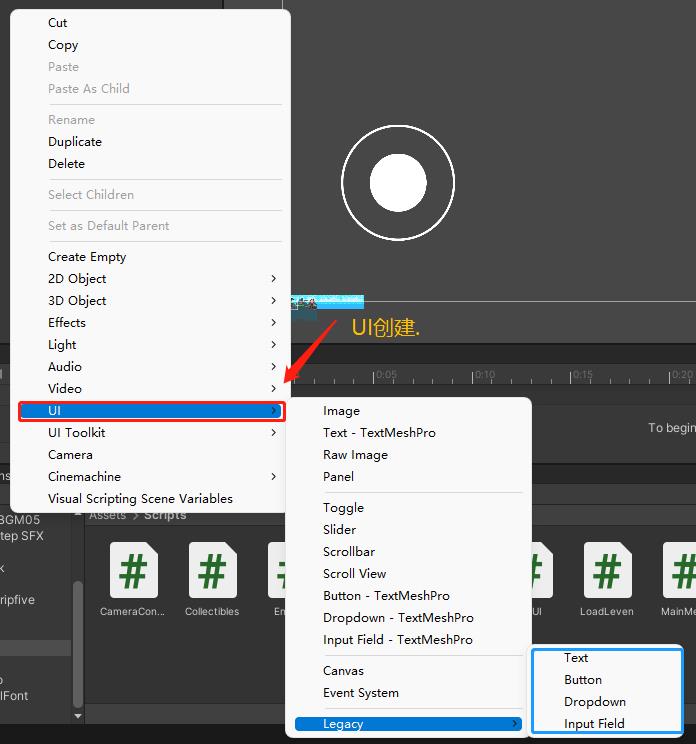 Cut
Copy
Paste
Paste As Child
Rename
Duplicate
Delete
Select Children
Set as Default Parent
Create Empty
2D Object
3D Object
Effects
Light
Audio
Video
UI
UI Toolkit
Camera
Cinemachine
Visual Scripting Scene Variables
UI创建.
0:05
0:10
0:15
0:20
To begin
Image
Text - TextMeshPro
Raw Image
Panel
Toggle
Slider
Scrollbar
Scroll View
Button - TextMeshPro
Dropdown - TextMeshPro
Input Field - TextMeshPro
Canvas
Event System
Legacy
Text
Button
Dropdown
Input Field
BGM05
tep SFX
ripfive
lFont
Assets > Scripts
#
#
#
#
#
CameraCon...
Collectibles
En
UI
LoadLeven
MainMe